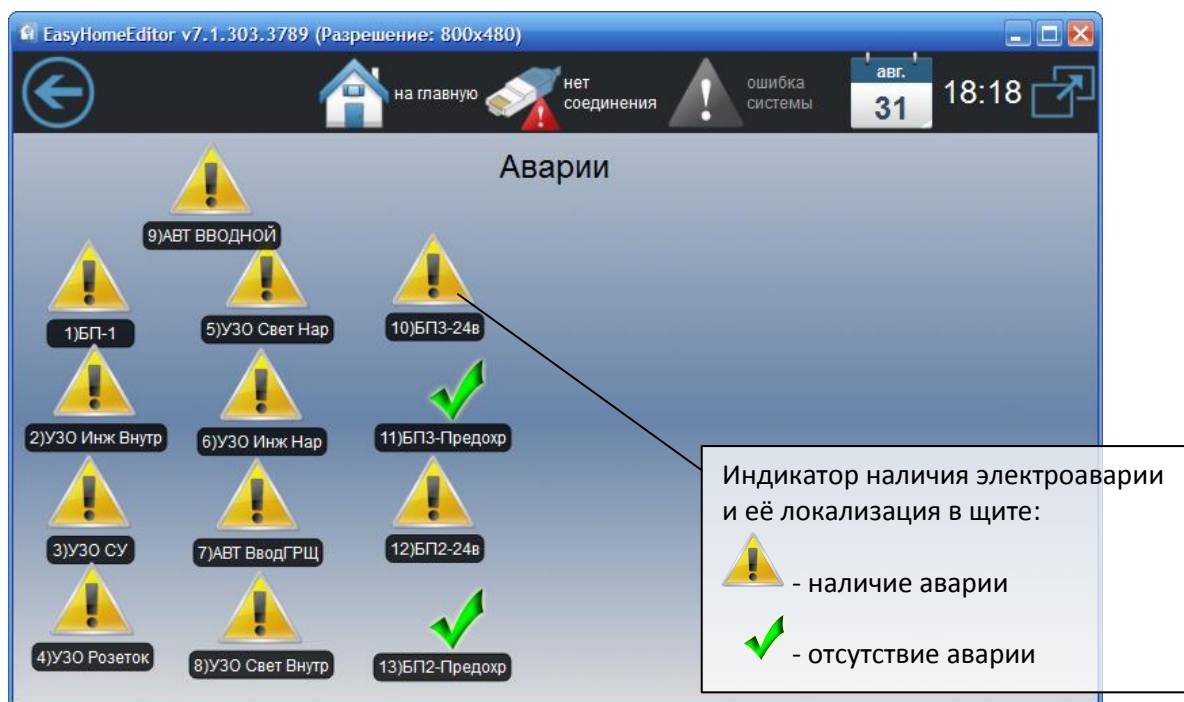 EasyHomeEditor v7.1.303.3789 (Разрешение: 800x480)
на главную
нет
соединения
ошибка
системы
авг.
31
18:18
Аварии
9)АВТ ВВОДНОЙ
1)БП-1
5)УЗО Свет Нар
10)БП3-24в
2)УЗО Инж Внутр
6)УЗО Инж Нар
11)БП3-Предохр
3)УЗО СУ
7)АВТ ВводГРЩ
12)БП2-24в
4)УЗО Розеток
8)УЗО Свет Внутр
13)БП2-Предохр
Индикатор наличия электроаварии
и её локализация в щите:
- наличие аварии
- отсутствие аварии